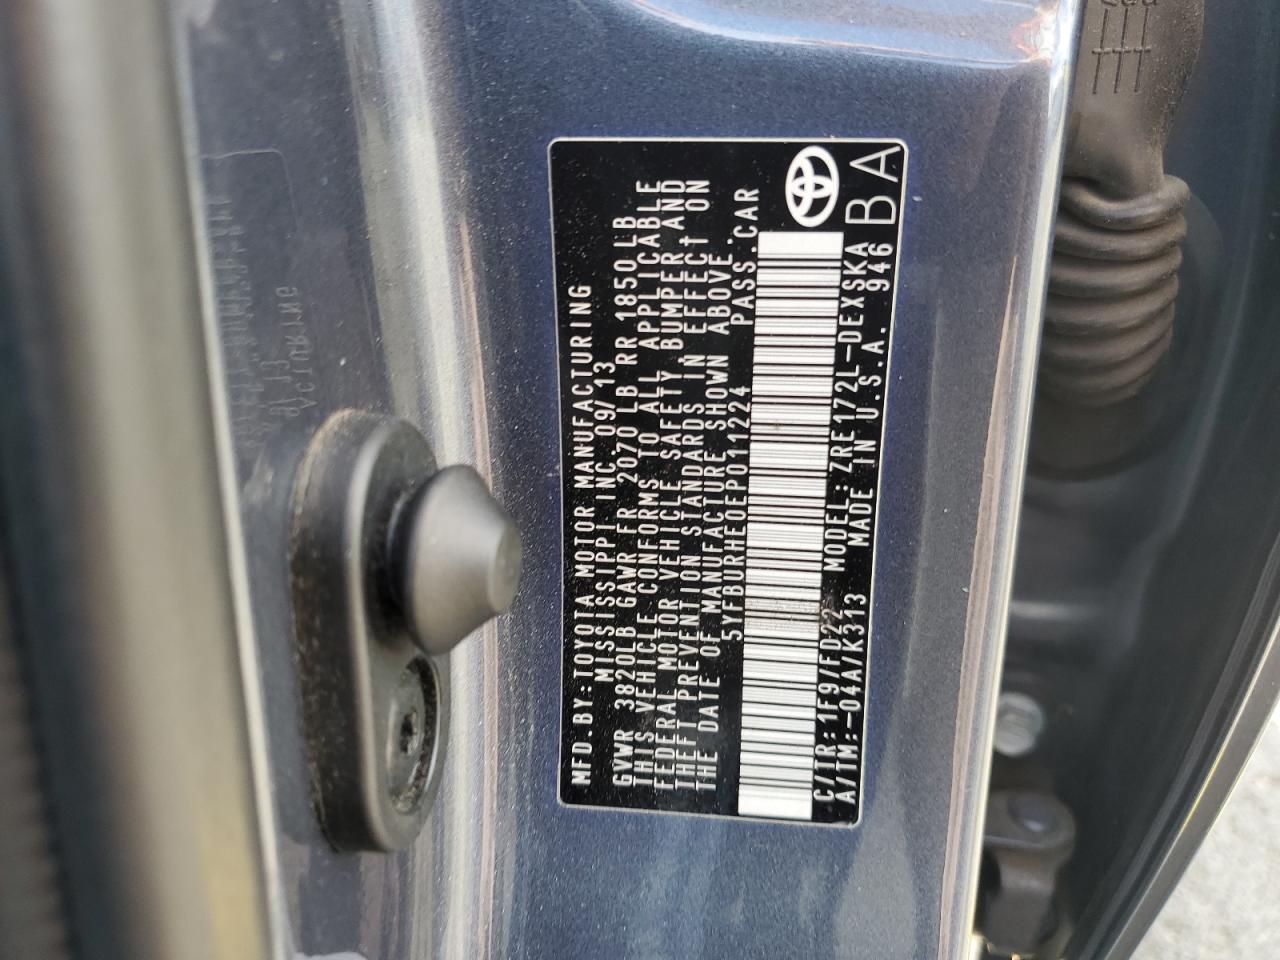 MFD.BY:TOYOTA MOTOR MANUFACTURING
MISSISSIPPI INC. 09/13
GVWR 3820LB GAWR FR 2070 LB RR 1850 LB
THIS VEHICLE CONFORMS TO ALL APPLICABLE
FEDERAL MOTOR VEHICLE SAFETY, BUMPER AND
THEFT PREVENTION STANDARDS IN EFFECT ON
THE DATE OF MANUFACTURE SHOWN ABOVE.
5YFBURHE0EP011224 PASS.CAR
C/TR:1F9/FD22 MODEL:ZRE172L-DEXSKA
A/TM:-04A/K313 MADE IN U.S.A. 946
BA